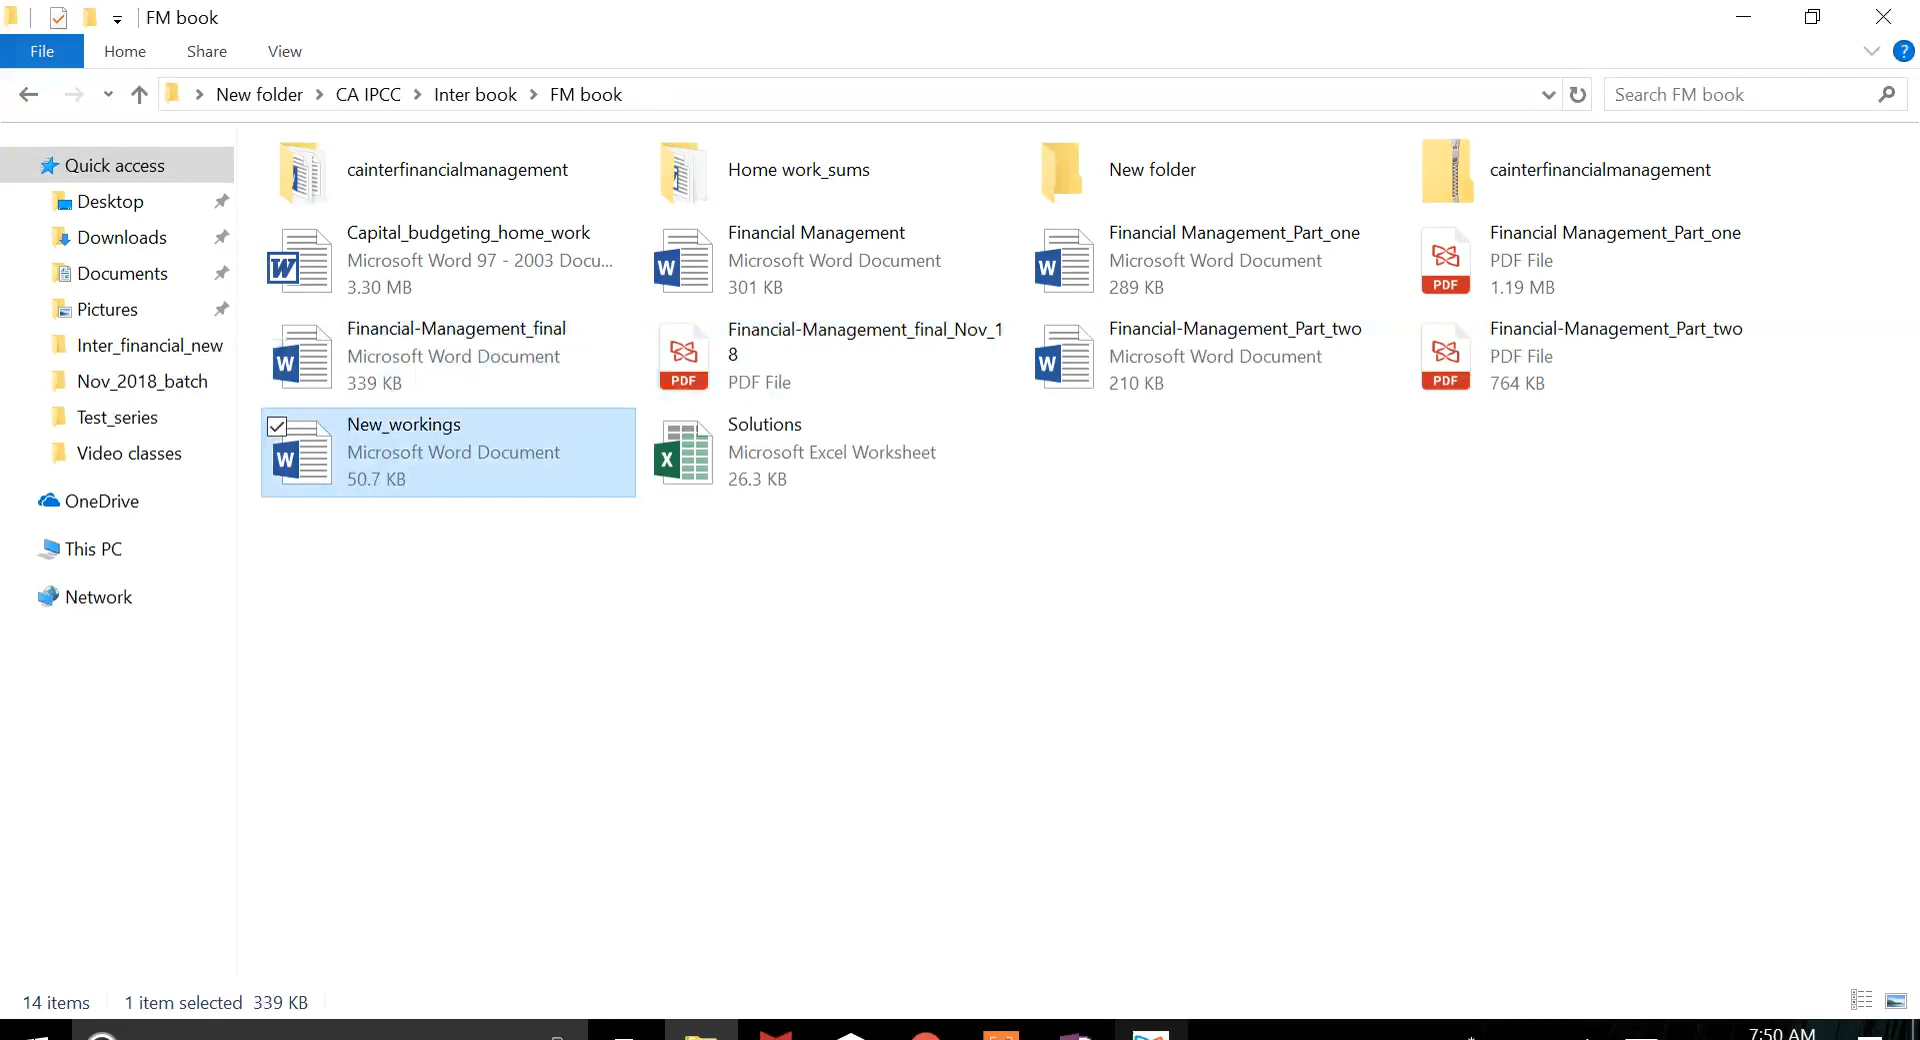 FM book
File Home Share View
New folder CA IPCC Inter book FM book
Search FM book
Quick access
Desktop
Downloads
Documents
Pictures
Inter_financial_new
Nov_2018_batch
Test_series
Video classes
OneDrive
This PC
Network
cainterfinancialmanagement
Home work_sums
New folder
cainterfinancialmanagement
Capital_budgeting_home_work
Microsoft Word 97 - 2003 Docu...
3.30 MB
Financial Management
Microsoft Word Document
301 KB
Financial Management_Part_one
Microsoft Word Document
289 KB
Financial Management_Part_one
PDF File
1.19 MB
Financial-Management_final
Microsoft Word Document
339 KB
Financial-Management_final_Nov_1
8
PDF File
Financial-Management_Part_two
Microsoft Word Document
210 KB
Financial-Management_Part_two
PDF File
764 KB
New_workings
Microsoft Word Document
50.7 KB
Solutions
Microsoft Excel Worksheet
26.3 KB
PDF
PDF
PDF
14 items 1 item selected 339 KB
7:50 AM